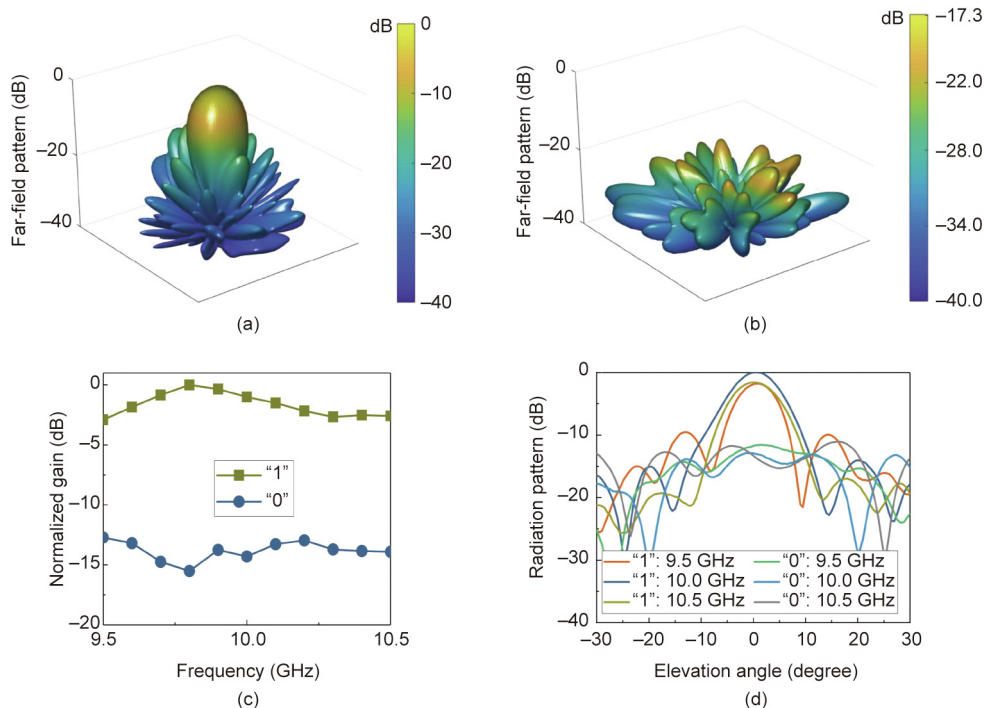 dB
0
–10
–20
–30
–40
Far-field pattern (dB)
0
–20
–40
(a)
dB
–17.3
–22.0
–28.0
–34.0
–40.0
Far-field pattern (dB)
0
–20
–40
(b)
Normalized gain (dB)
0
–5
–10
–15
–20
“1”
“0”
9.5
10.0
10.5
Frequency (GHz)
(c)
Radiation pattern (dB)
0
–10
–20
–30
–40
“1”: 9.5 GHz
“0”: 9.5 GHz
“1”: 10.0 GHz
“0”: 10.0 GHz
“1”: 10.5 GHz
“0”: 10.5 GHz
–30
–20
–10
0
10
20
30
Elevation angle (degree)
(d)